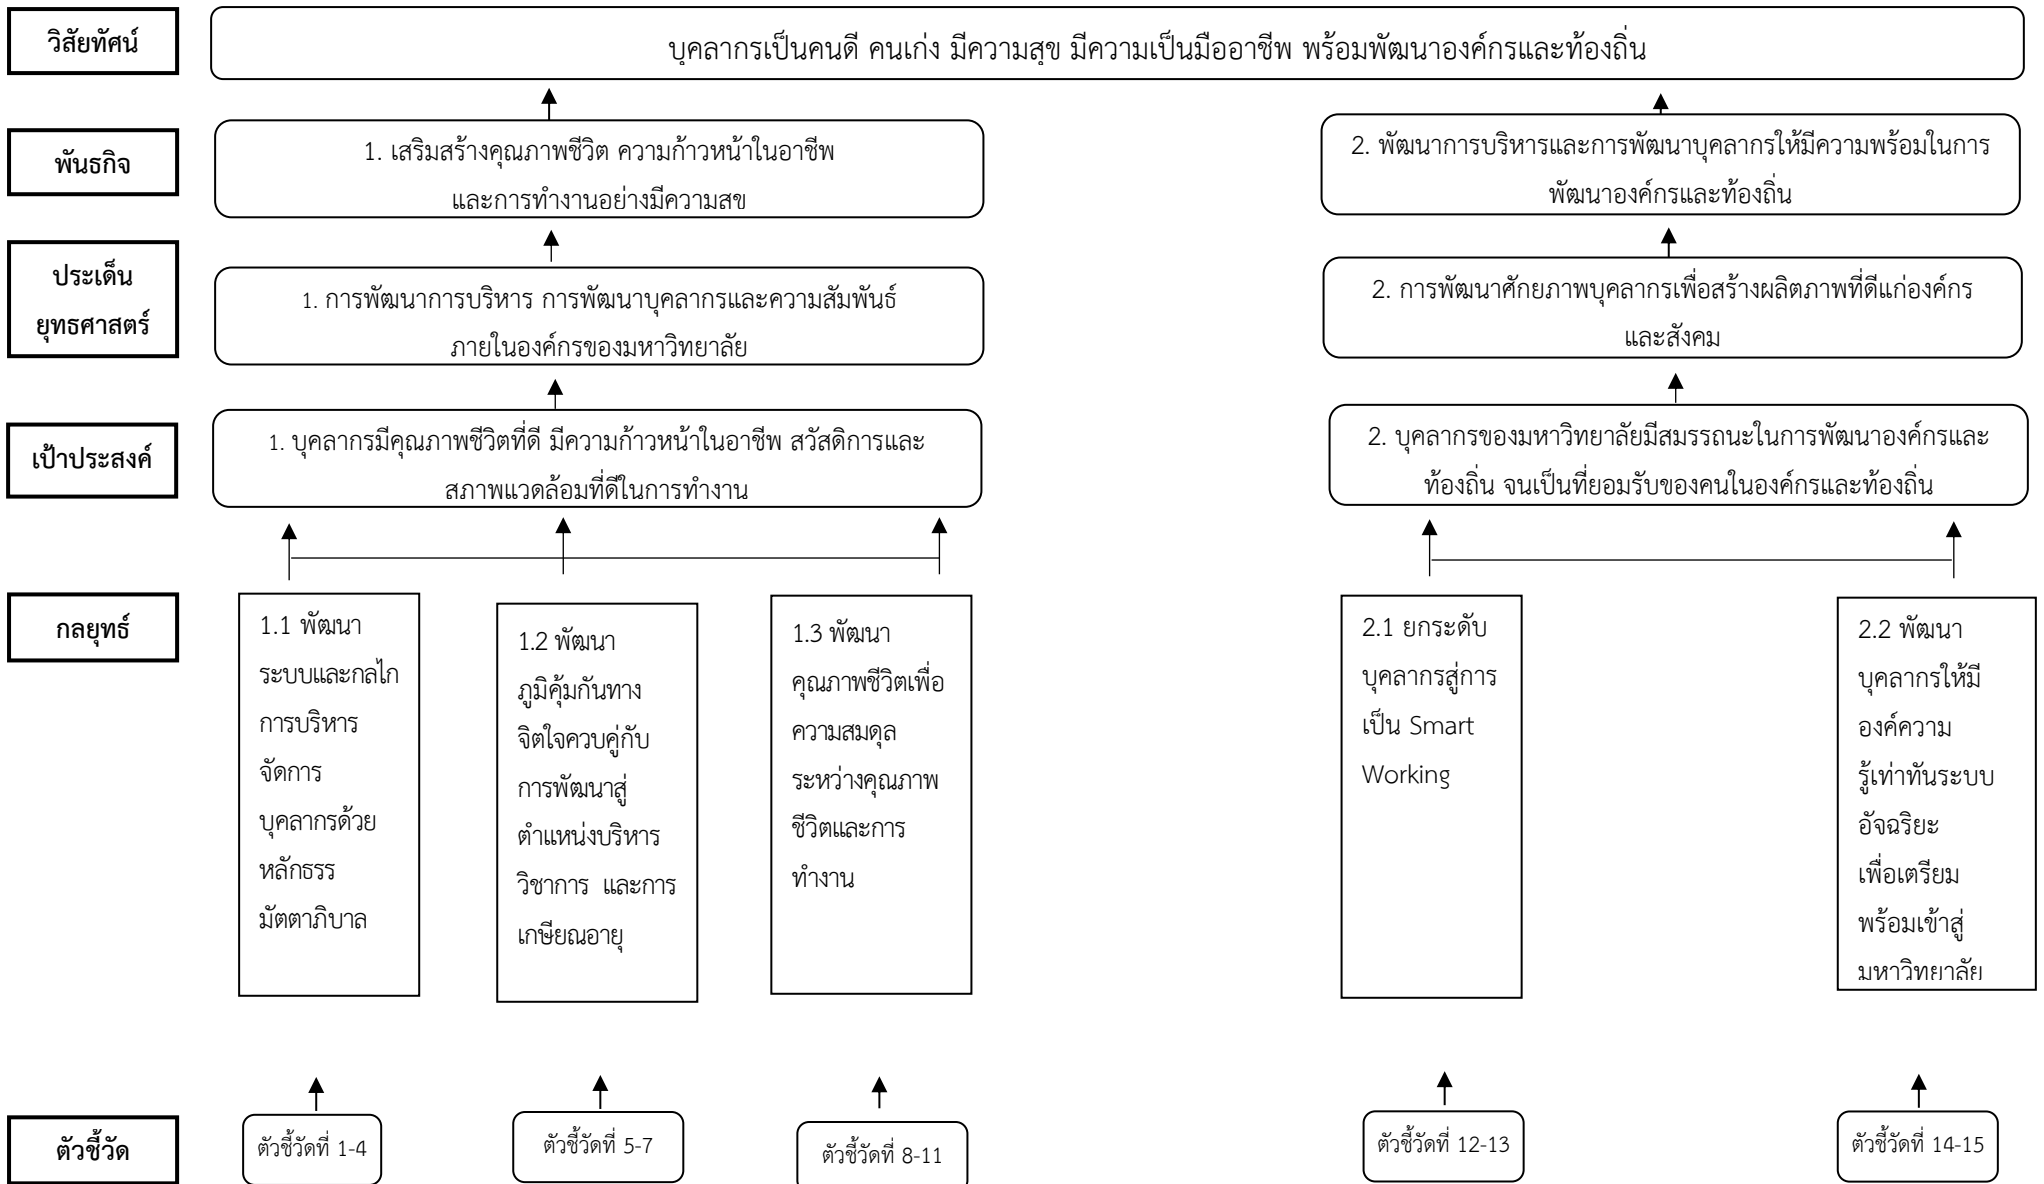 วิสัยทัศน์
บุคลากรเป็นคนดี คนเก่ง มีความสุข มีความเป็นมืออาชีพ พร้อมพัฒนาองค์กรและท้องถิ่น
พันธกิจ
1. เสริมสร้างคุณภาพชีวิต ความก้าวหน้าในอาชีพ
และการทำงานอย่างมีความสข
2. พัฒนาการบริหารและการพัฒนาบุคลากรให้มีความพร้อมในการ
พัฒนาองค์กรและท้องถิ่น
ประเด็น
ยุทธศาสตร์
1. การพัฒนาการบริหาร การพัฒนาบุคลากรและความสัมพันธ์
ภายในองค์กรของมหาวิทยาลัย
2. การพัฒนาศักยภาพบุคลากรเพื่อสร้างผลิตภาพที่ดีแก่องค์กร
และสังคม
เป้าประสงค์
1. บุคลากรมีคุณภาพชีวิตที่ดี มีความก้าวหน้าในอาชีพ สวัสดิการและ
สภาพแวดล้อมที่ดีในการทำงาน
2. บุคลากรของมหาวิทยาลัยมีสมรรถนะในการพัฒนาองค์กรและ
ท้องถิ่น จนเป็นที่ยอมรับของคนในองค์กรและท้องถิ่น
กลยุทธ์
1.1 พัฒนา
ระบบและกลไก
การบริหาร
จัดการ
บุคลากรด้วย
หลักธรร
มัตตาภิบาล
1.2 พัฒนา
ภูมิคุ้มกันทาง
จิตใจควบคู่กับ
การพัฒนาสู่
ตำแหน่งบริหาร
วิชาการ และการ
เกษียณอายุ
1.3 พัฒนา
คุณภาพชีวิตเพื่อ
ความสมดุล
ระหว่างคุณภาพ
ชีวิตและการ
ทำงาน
2.1 ยกระดับ
บุคลากรสู่การ
เป็น Smart
Working
2.2 พัฒนา
บุคลากรให้มี
องค์ความ
รู้เท่าทันระบบ
อัจฉริยะ
เพื่อเตรียม
พร้อมเข้าสู่
มหาวิทยาลัย
ตัวชี้วัด
ตัวชี้วัดที่ 1-4
ตัวชี้วัดที่ 5-7
ตัวชี้วัดที่ 8-11
ตัวชี้วัดที่ 12-13
ตัวชี้วัดที่ 14-15